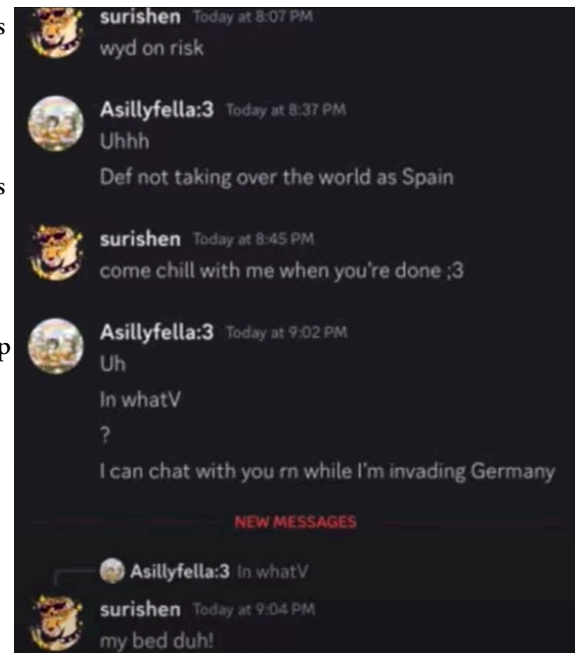 s
surishen Today at 8:07 PM
wyd on risk
Asillyfella:3 Today at 8:37 PM
Uhhh
Def not taking over the world as Spain
s
surishen Today at 8:45 PM
come chill with me when you're done ;3
Asillyfella:3 Today at 9:02 PM
p
Uh
In whatV
?
I can chat with you rn while I'm invading Germany
NEW MESSAGES
Asillyfella:3 In whatV
surishen Today at 9:04 PM
my bed duh!